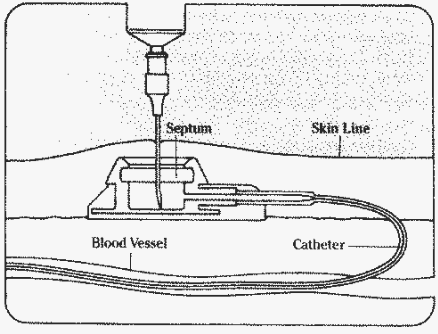 Septum
Skin Line
Blood Vessel
Catheter